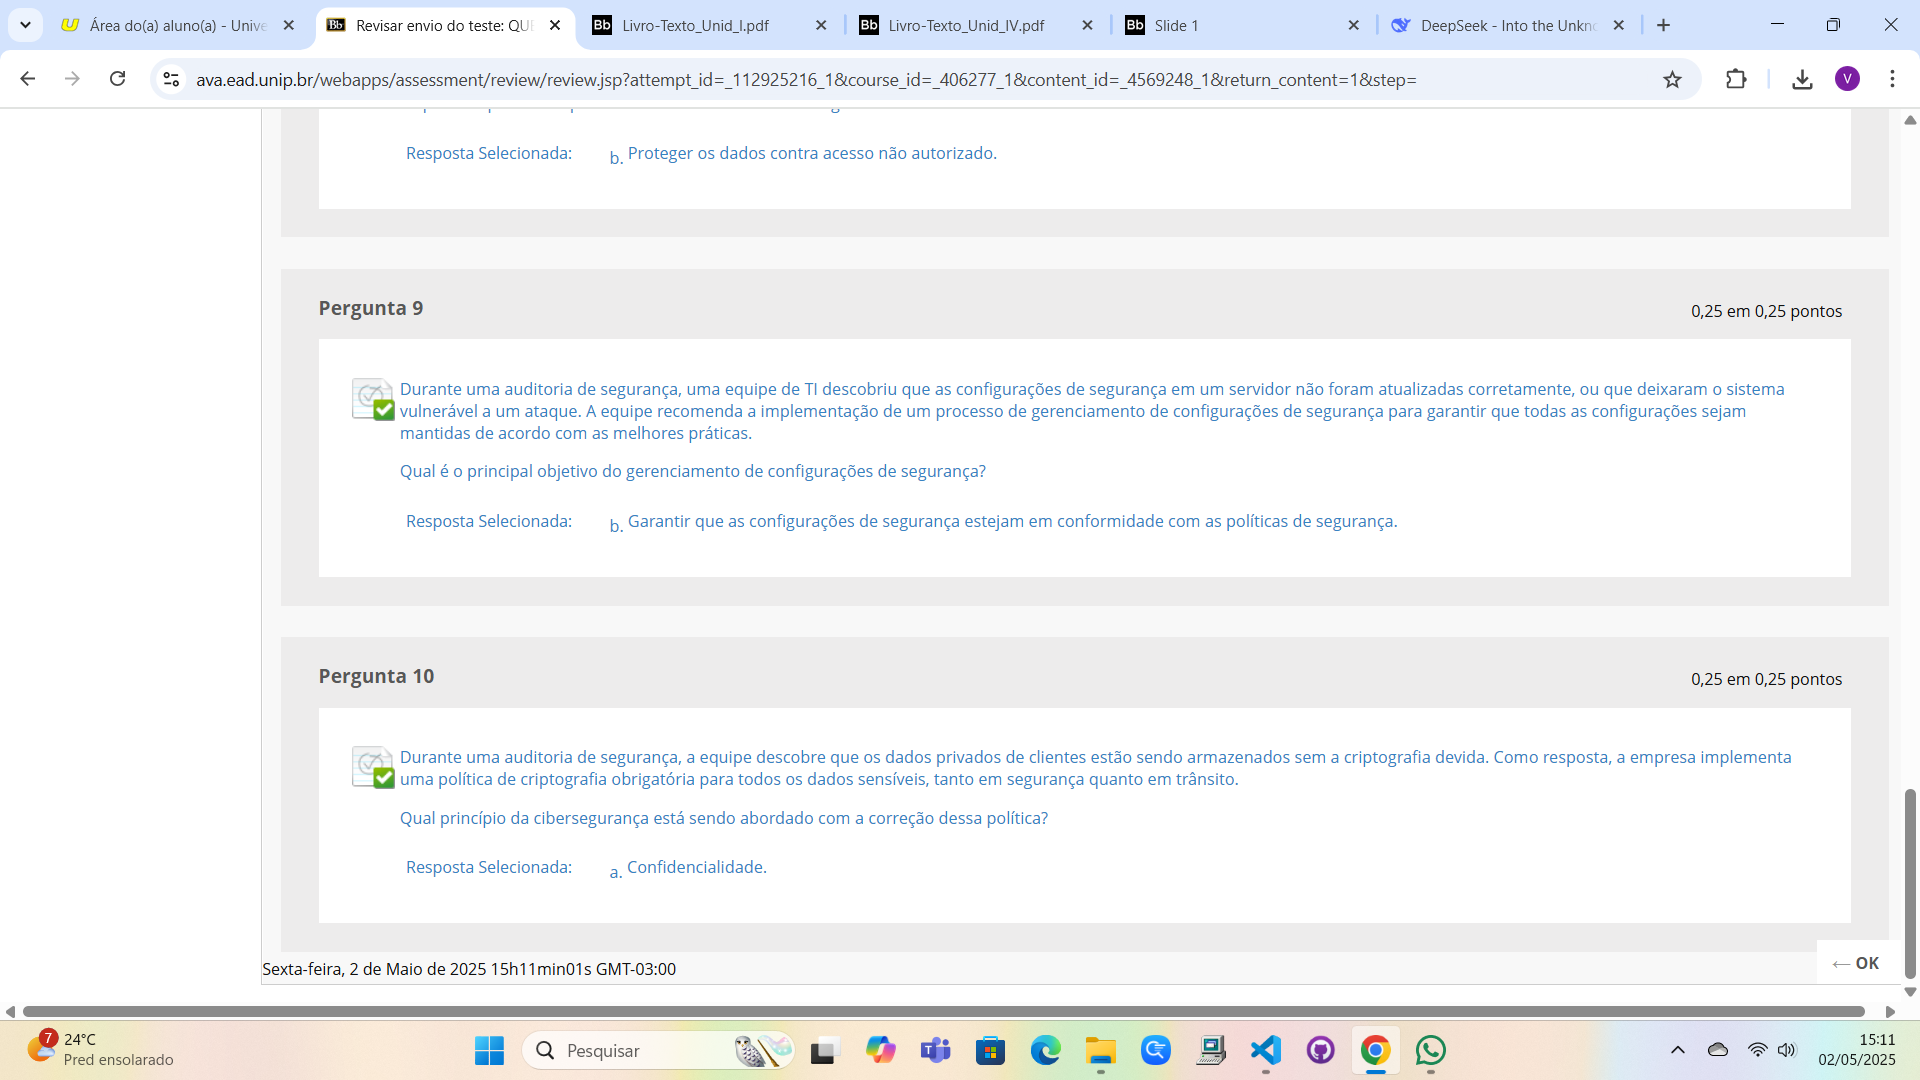 Área do(a) aluno(a) - Unive
Revisar envio do teste: QUE
Livro-Texto_Unid_I.pdf
Livro-Texto_Unid_IV.pdf
Slide 1
DeepSeek - Into the Unkno
ava.ead.unip.br/webapps/assessment/review/review.jsp?attempt_id=_112925216_1&course_id=_406277_1&content_id=_4569248_1&return_content=1&step=
V
Resposta Selecionada: b. Proteger os dados contra acesso não autorizado.
Pergunta 9
0,25 em 0,25 pontos
Durante uma auditoria de segurança, uma equipe de TI descobriu que as configurações de segurança em um servidor não foram atualizadas corretamente, ou que deixaram o sistema
vulnerável a um ataque. A equipe recomenda a implementação de um processo de gerenciamento de configurações de segurança para garantir que todas as configurações sejam
mantidas de acordo com as melhores práticas.
Qual é o principal objetivo do gerenciamento de configurações de segurança?
Resposta Selecionada: b. Garantir que as configurações de segurança estejam em conformidade com as políticas de segurança.
Pergunta 10
0,25 em 0,25 pontos
Durante uma auditoria de segurança, a equipe descobre que os dados privados de clientes estão sendo armazenados sem a criptografia devida. Como resposta, a empresa implementa
uma política de criptografia obrigatória para todos os dados sensíveis, tanto em segurança quanto em trânsito.
Qual princípio da cibersegurança está sendo abordado com a correção dessa política?
Resposta Selecionada: a. Confidencialidade.
Sexta-feira, 2 de Maio de 2025 15h11min01s GMT-03:00
← OK
7
24°C
Pred ensolarado
Pesquisar
15:11
02/05/2025